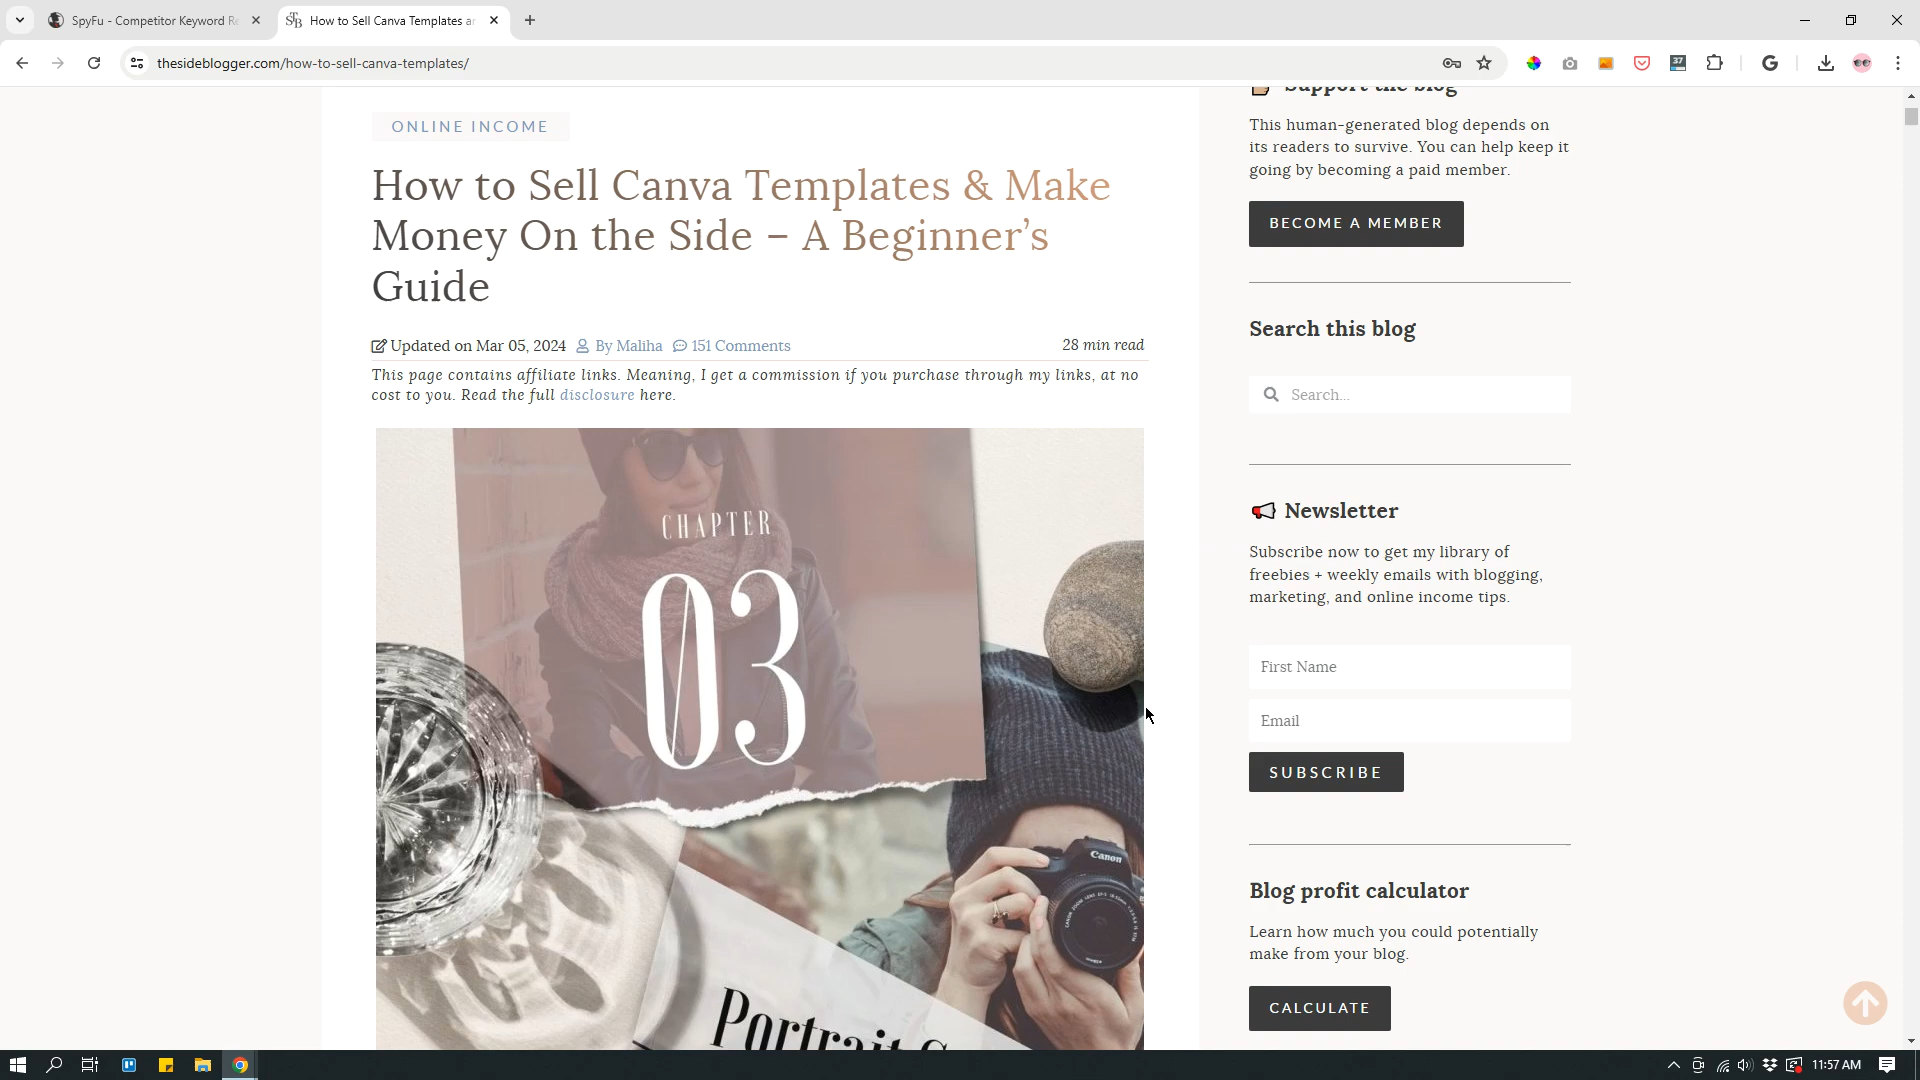 SpyFu - Competitor Keyword Re
How to Sell Canva Templates ar
thesideblogger.com/how-to-sell-canva-templates/
37
Support the blog
ONLINE INCOME
This human-generated blog depends on
its readers to survive. You can help keep it
going by becoming a paid member.
How to Sell Canva Templates & Make
Money On the Side – A Beginner’s
Guide
BECOME A MEMBER
Search this blog
Updated on Mar 05, 2024 By Maliha 151 Comments
28 min read
This page contains affiliate links. Meaning, I get a commission if you purchase through my links, at no
cost to you. Read the full disclosure here.
Search...
CHAPTER
03
Newsletter
Subscribe now to get my library of
freebies + weekly emails with blogging,
marketing, and online income tips.
First Name
Email
SUBSCRIBE
Canon
Blog profit calculator
Learn how much you could potentially
make from your blog.
CALCULATE
Portrait
11:57 AM